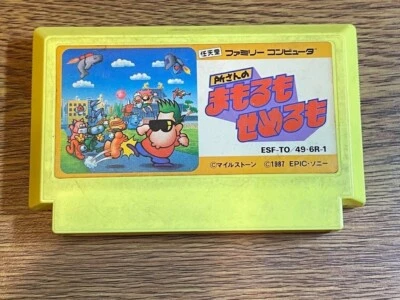 任天堂 ファミリー コンピュータ
所さんの
まもるも
せめるも
ESF-TO/49-6R-1
©マイルストーン ©1987 EPIC・ソニー